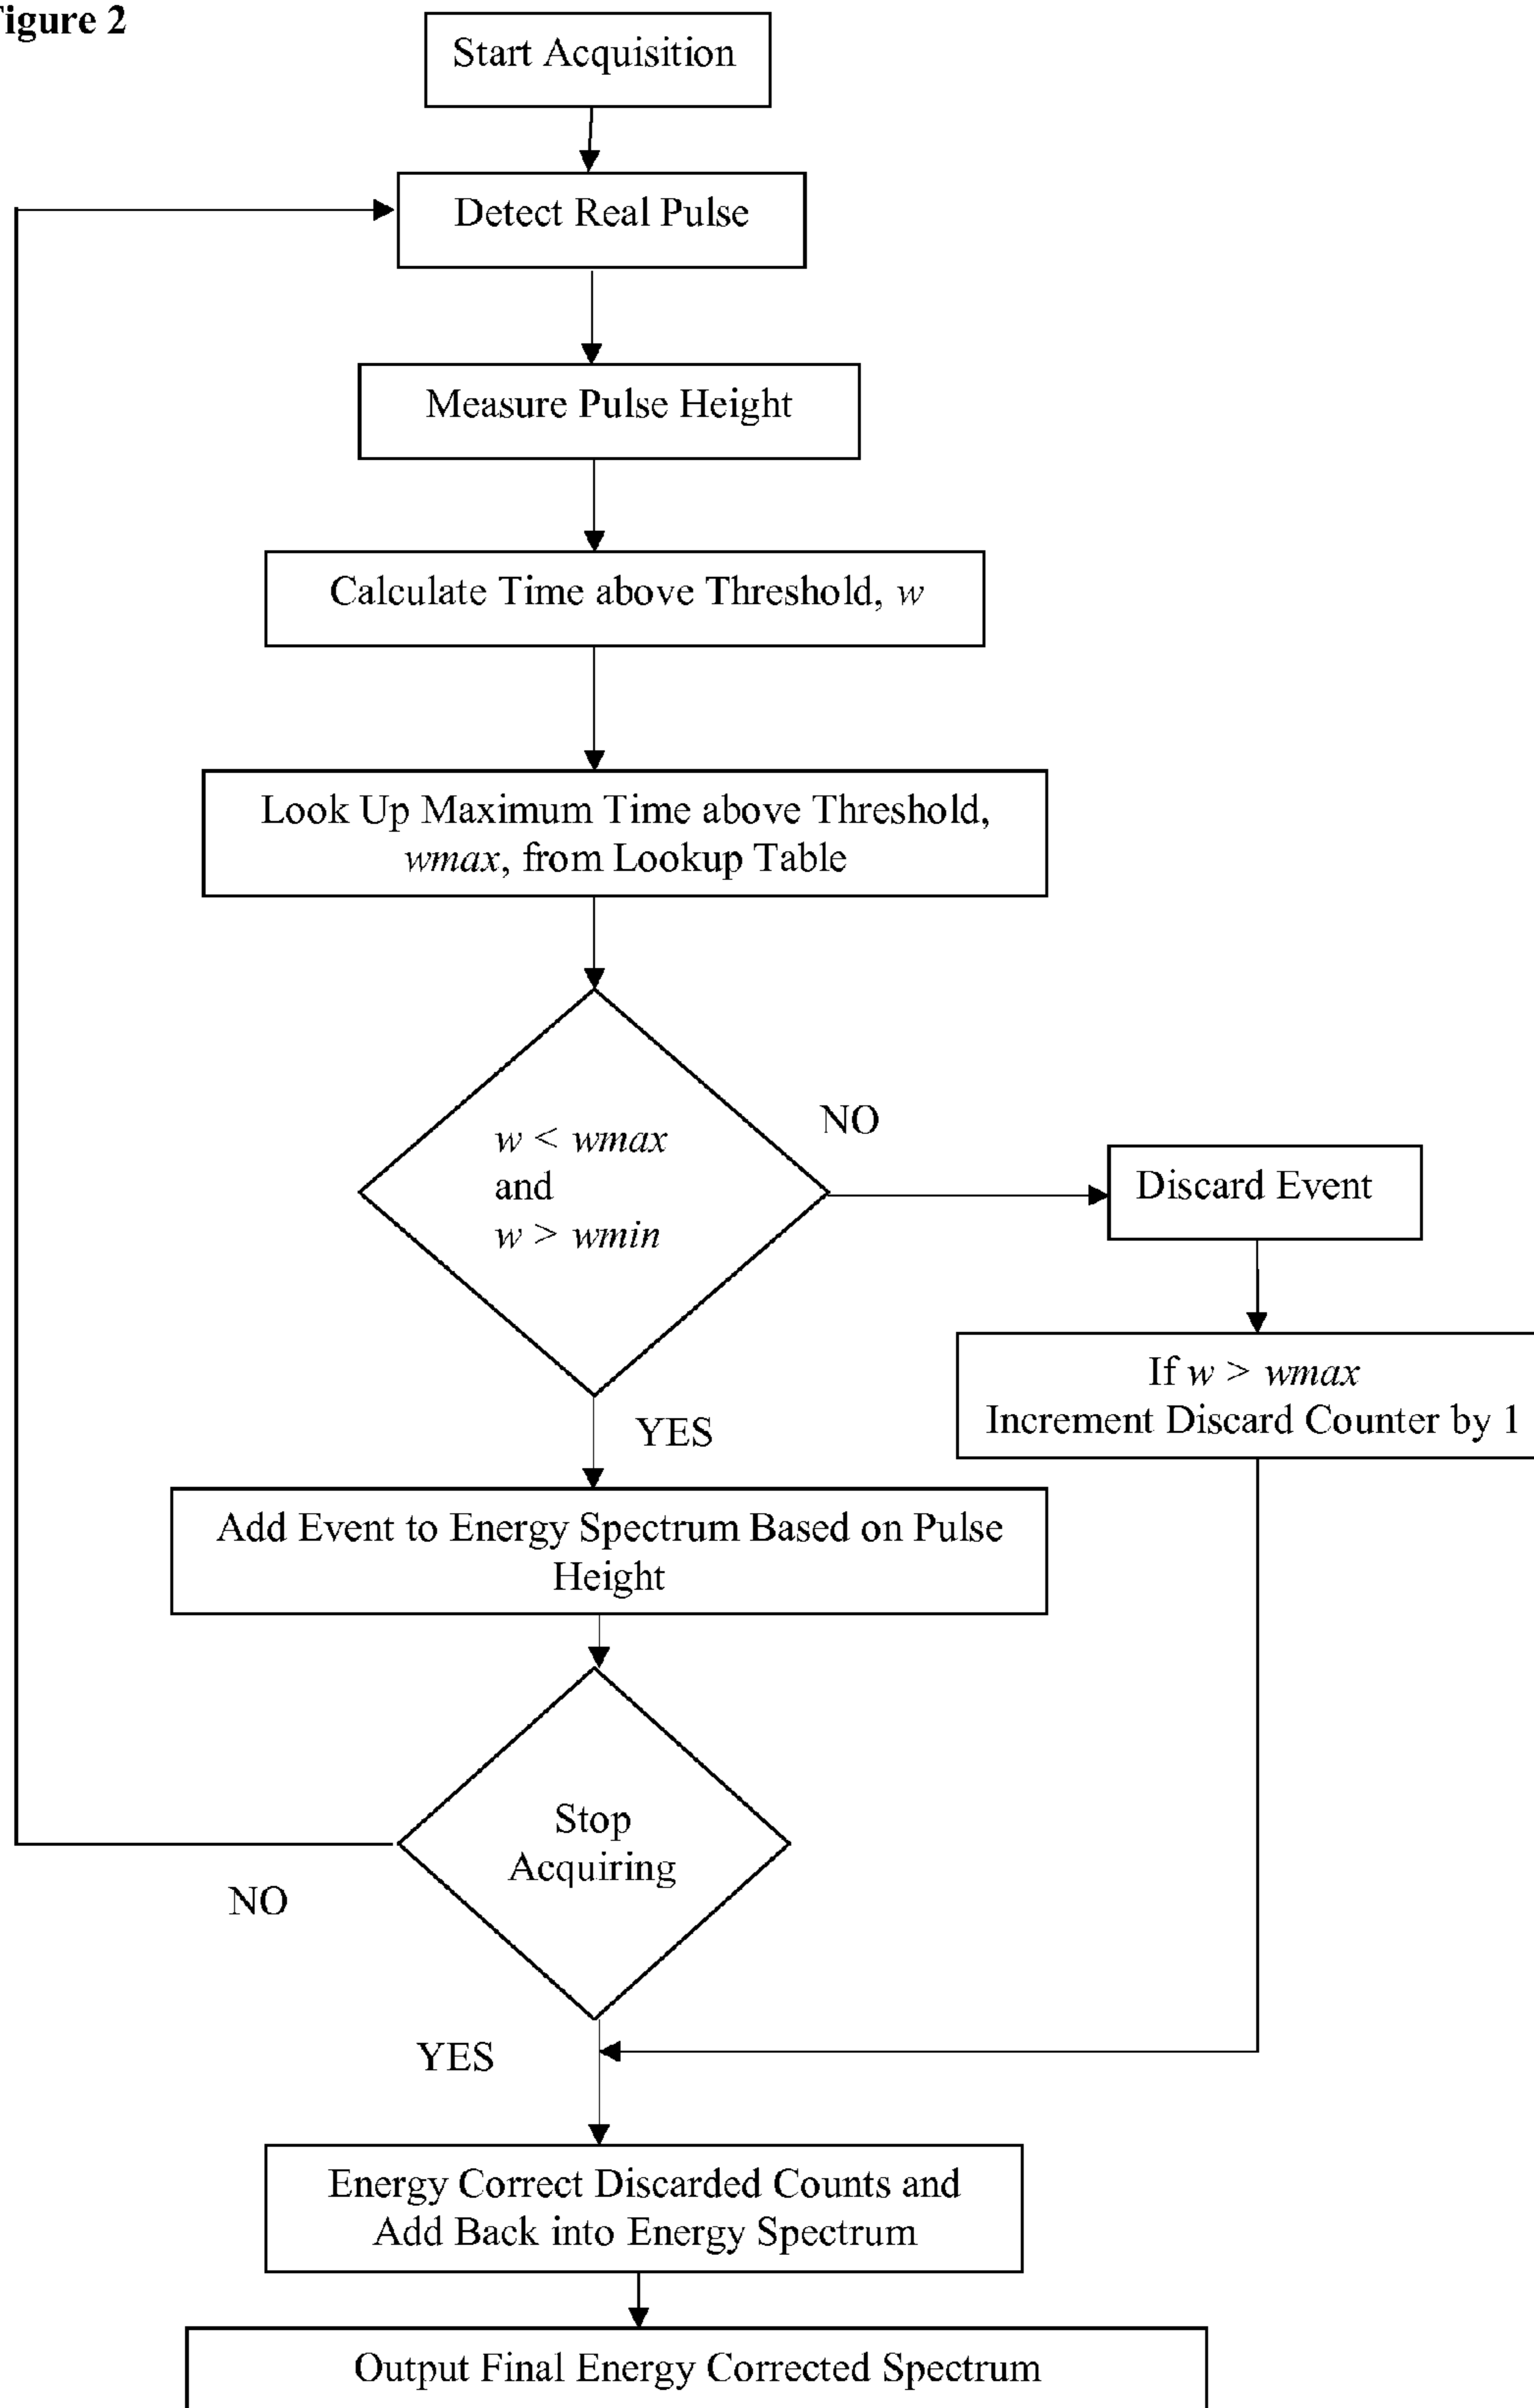 igure 2
Start Acquisition
Detect Real Pulse
Measure Pulse Height
Calculate Time above Threshold, w
Look Up Maximum Time above Threshold,
wmax, from Lookup Table
w < wmax
and
w > wmin
NO
Discard Event
If w > wmax
Increment Discard Counter by 1
YES
Add Event to Energy Spectrum Based on Pulse
Height
Stop
Acquiring
NO
YES
Energy Correct Discarded Counts and
Add Back into Energy Spectrum
Output Final Energy Corrected Spectrum